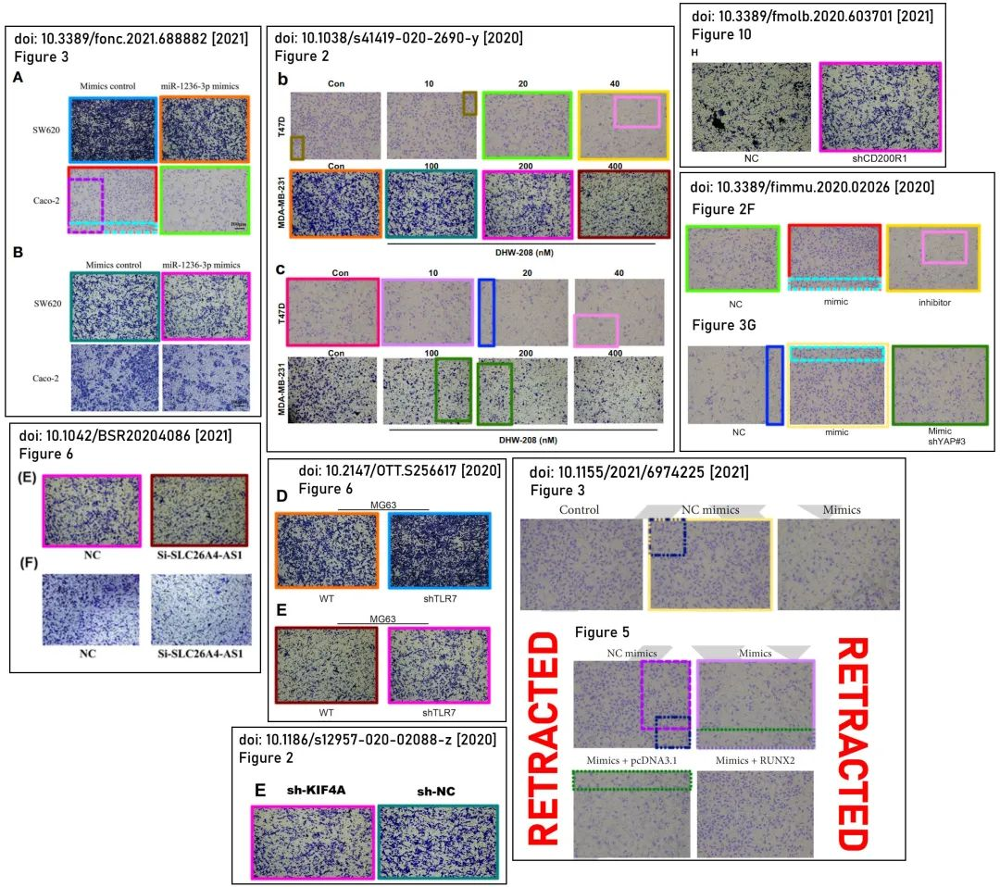 doi: 10.3389/fonc.2021.688882 [2021]
Figure 3
A
Mimics control
miR-1236-3p mimics
SW620
Caco-2
100μm
B
Mimics control
miR-1236-3p mimics
SW620
Caco-2
doi: 10.1038/s41419-020-2690-y [2020]
Figure 2
b
Con
10
20
40
T47D
Con
100
200
400
MDA-MB-231
DHW-208 (nM)
c
Con
10
20
40
T47D
Con
100
200
400
MDA-MB-231
DHW-208 (nM)
doi: 10.3389/fmolb.2020.603701 [2021]
Figure 10
H
NC
shCD200R1
doi: 10.3389/fimmu.2020.02026 [2020]
Figure 2F
NC
mimic
inhibitor
Figure 3G
NC
mimic
Mimic
shYAP#3
doi: 10.1042/BSR20204086 [2021]
Figure 6
(E)
NC
Si-SLC26A4-AS1
(F)
NC
Si-SLC26A4-AS1
doi: 10.2147/OTT.S256617 [2020]
Figure 6
D
MG63
WT
shTLR7
E
MG63
WT
shTLR7
doi: 10.1155/2021/6974225 [2021]
Figure 3
Control
NC mimics
Mimics
Figure 5
NC mimics
Mimics
Mimics + pcDNA3.1
Mimics + RUNX2
RETRACTED
RETRACTED
doi: 10.1186/s12957-020-02088-z [2020]
Figure 2
E
sh-KIF4A
sh-NC